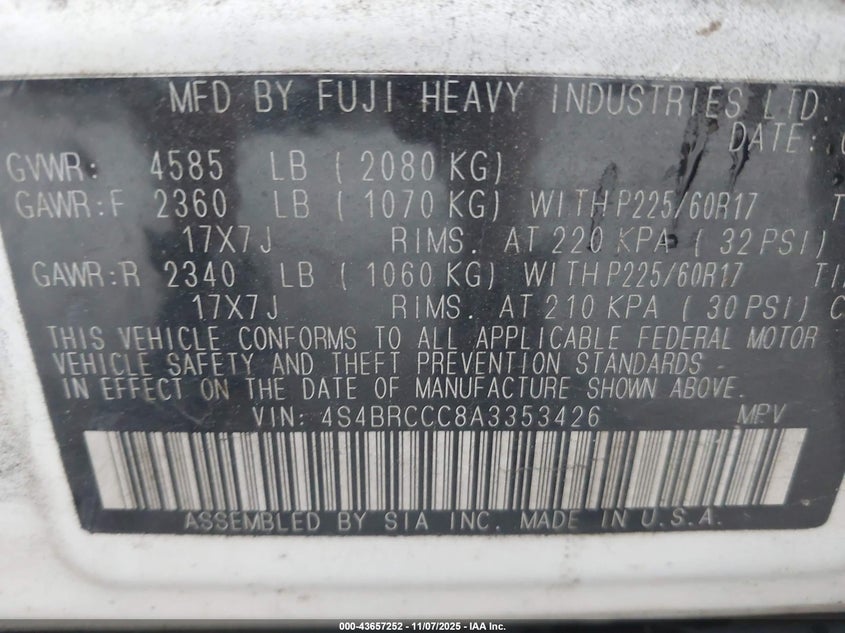 MFD BY FUJI HEAVY INDUSTRIES LTD.
DATE:
GVWR: 4585 LB ( 2080 KG)
GAWR:F 2360 LB ( 1070 KG) WITH P225/60R17
17X7J RIMS. AT 220 KPA ( 32 PSI)
GAWR:R 2340 LB ( 1060 KG) WITH P225/60R17
17X7J RIMS. AT 210 KPA ( 30 PSI)
THIS VEHICLE CONFORMS TO ALL APPLICABLE FEDERAL MOTOR
VEHICLE SAFETY AND THEFT PREVENTION STANDARDS
IN EFFECT ON THE DATE OF MANUFACTURE SHOWN ABOVE.
VIN: 4S4BRCCC8A3353426 MPV
ASSEMBLED BY SIA INC. MADE IN U.S.A.
000-43657252 - 11/07/2025 - IAA Inc.